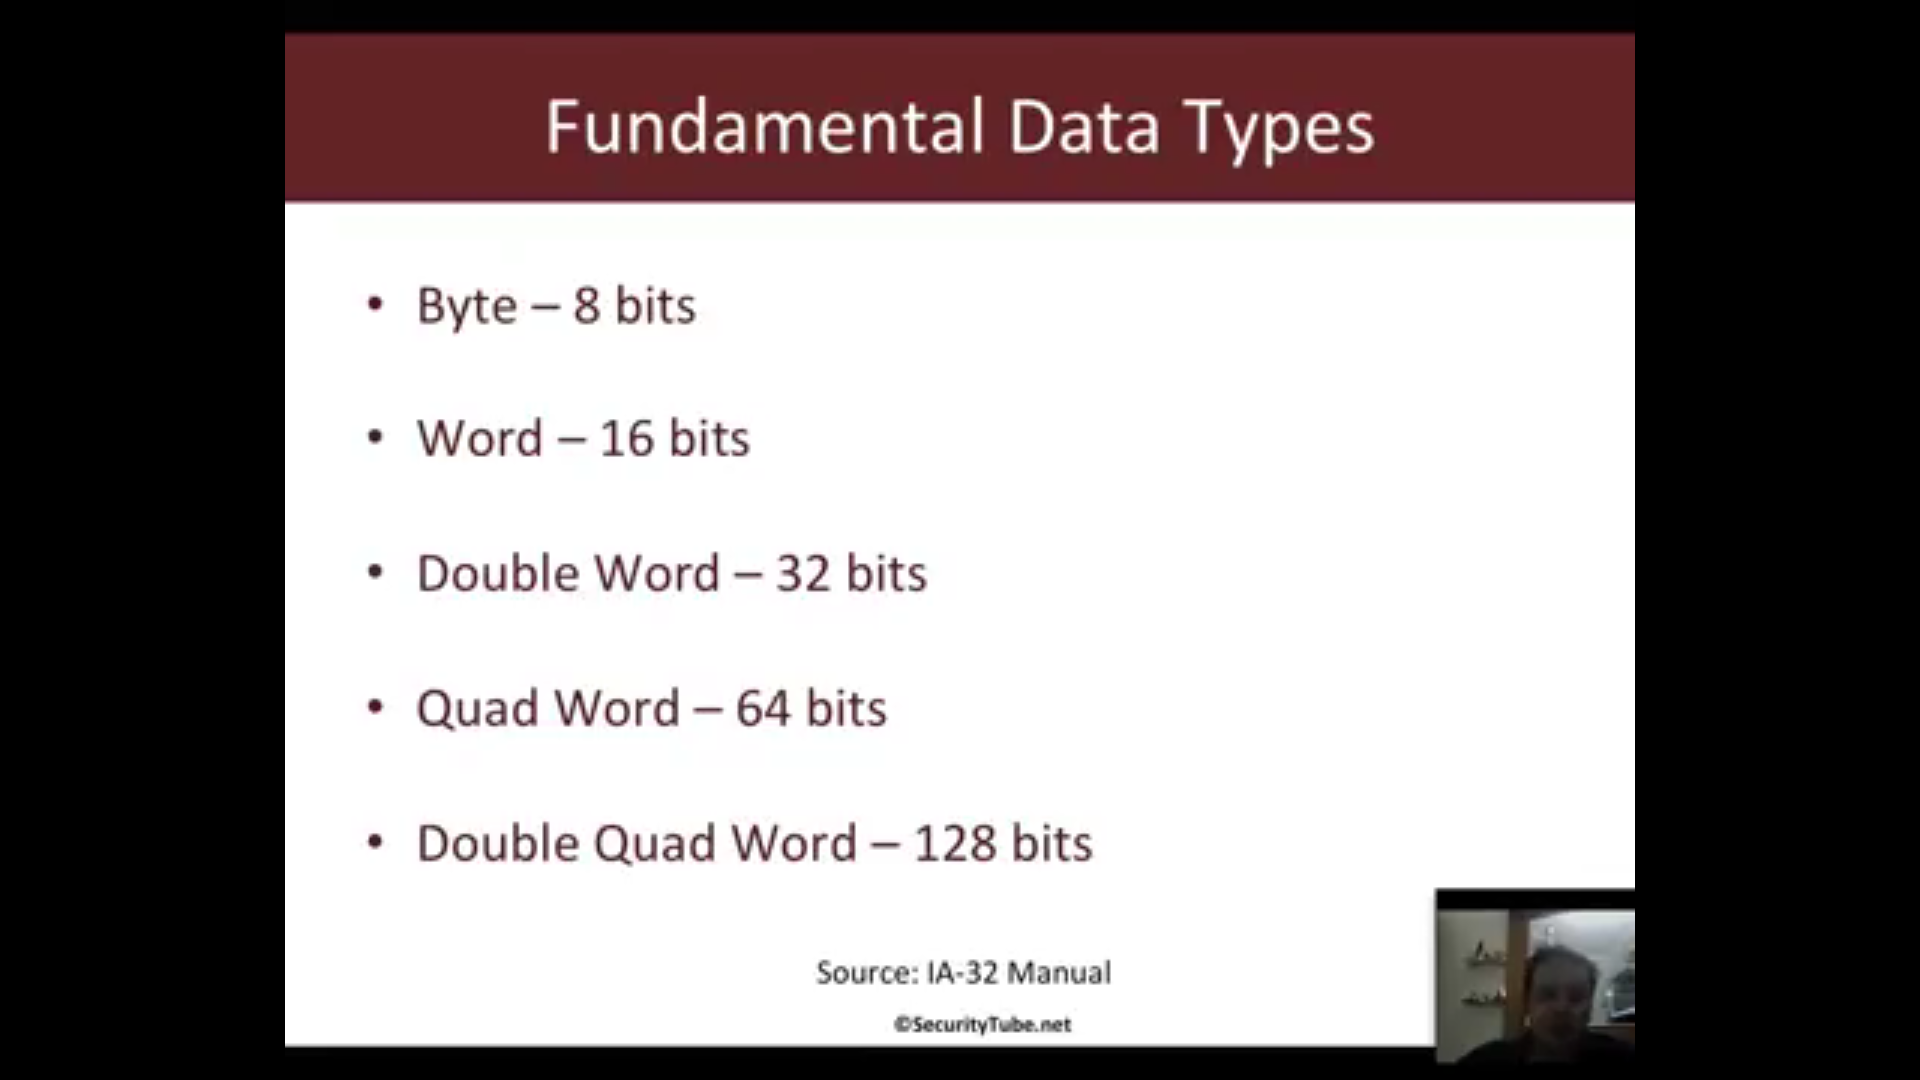 Fundamental Data Types
• Byte – 8 bits
• Word – 16 bits
• Double Word – 32 bits
• Quad Word – 64 bits
• Double Quad Word – 128 bits
Source: IA-32 Manual
©SecurityTube.net